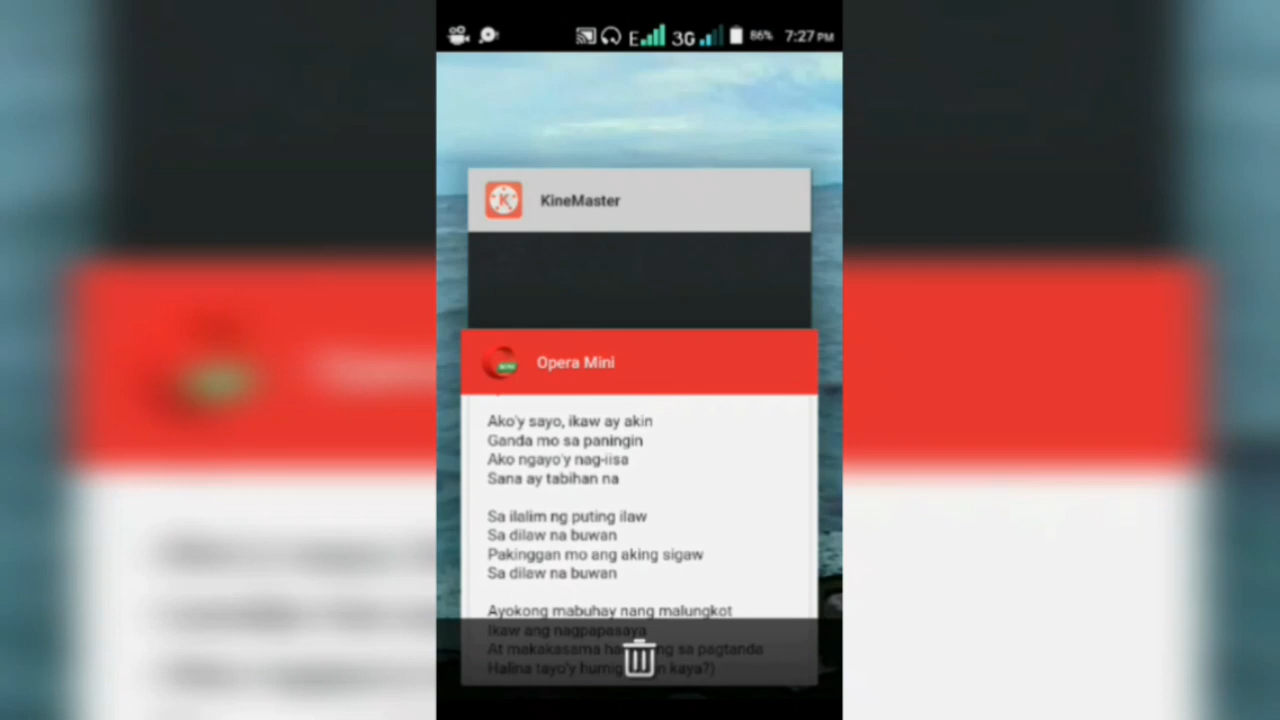 E 3G 86% 7:27 PM
KineMaster
Opera Mini
Ako'y sayo, ikaw ay akin
Ganda mo sa paningin
Ako ngayo'y nag-iisa
Sana ay tabihan na
Sa ilalim ng puting ilaw
Sa dilaw na buwan
Pakinggan mo ang aking sigaw
Sa dilaw na buwan
Ayokong mabuhay nang malungkot
Ikaw ang nagpapasaya
At makakasama sa pagtanda
Halina tayo'y kaya?)